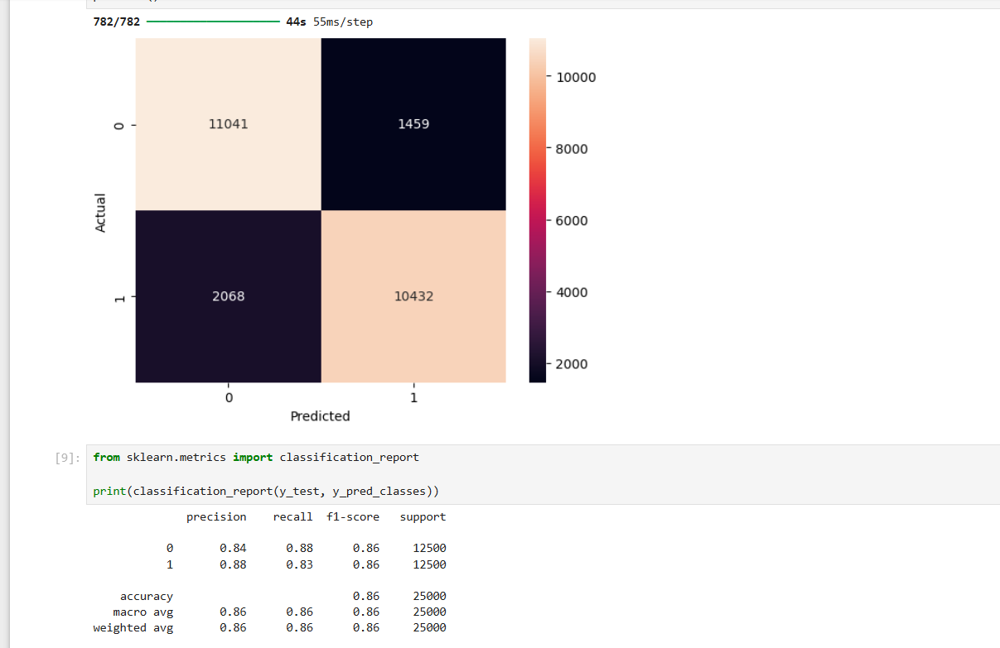 782/782 ━━━━━━━━━━━━━━━━━━━━ 44s 55ms/step
10000
11041 1459
0
8000
Actual
6000
2068 10432
1
4000
2000
0 1
Predicted
[9]: from sklearn.metrics import classification_report
print(classification_report(y_test, y_pred_classes))
precision recall f1-score support
0 0.84 0.88 0.86 12500
1 0.88 0.83 0.86 12500
accuracy 0.86 25000
macro avg 0.86 0.86 0.86 25000
weighted avg 0.86 0.86 0.86 25000